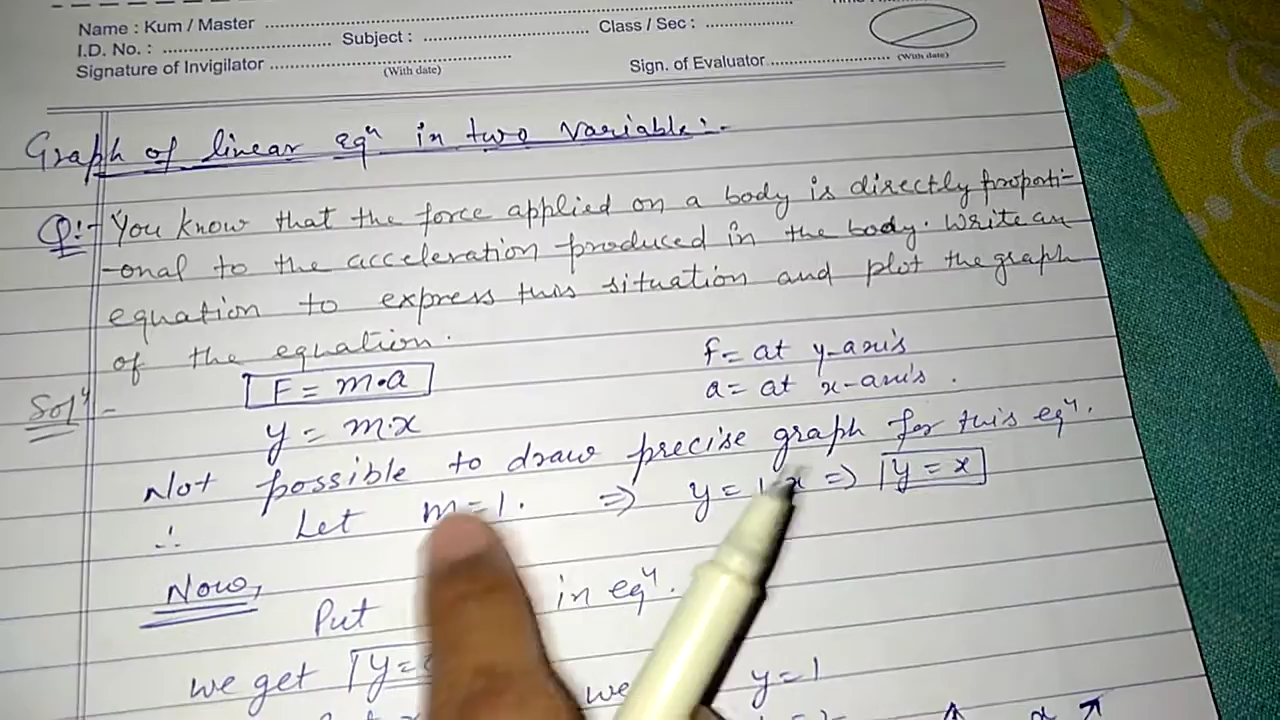 Name : Kum / Master ........................................
I.D. No. : .............................. Subject : .............................. Class / Sec : ....................
Signature of Invigilator ........................................ Sign. of Evaluator ....................
(With date) (With date)
Graph of linear eqⁿ in two variable:-
Q:- You know that the force applied on a body is directly proporti-
-onal to the acceleration produced in the body. Write an
equation to express this situation and plot the graph
of the equation.
f = at y-axis
Solⁿ- F = m·a a = at x-axis.
y = m·x
Not possible to draw precise graph for this eqⁿ.
∴ Let m=1. ⇒ y = ⇒ y = x
Now,
Put in eqⁿ.
we get y= we y=1